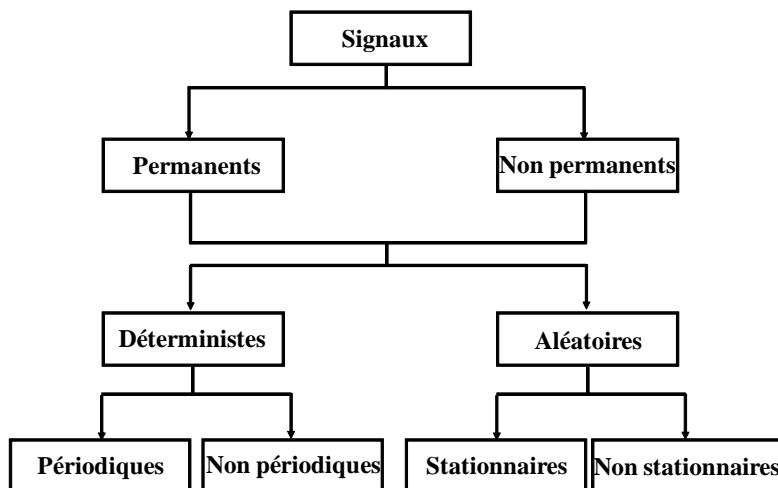 Signaux
Permanents
Non permanents
Déterministes
Aléatoires
Périodiques
Non périodiques
Stationnaires
Non stationnaires